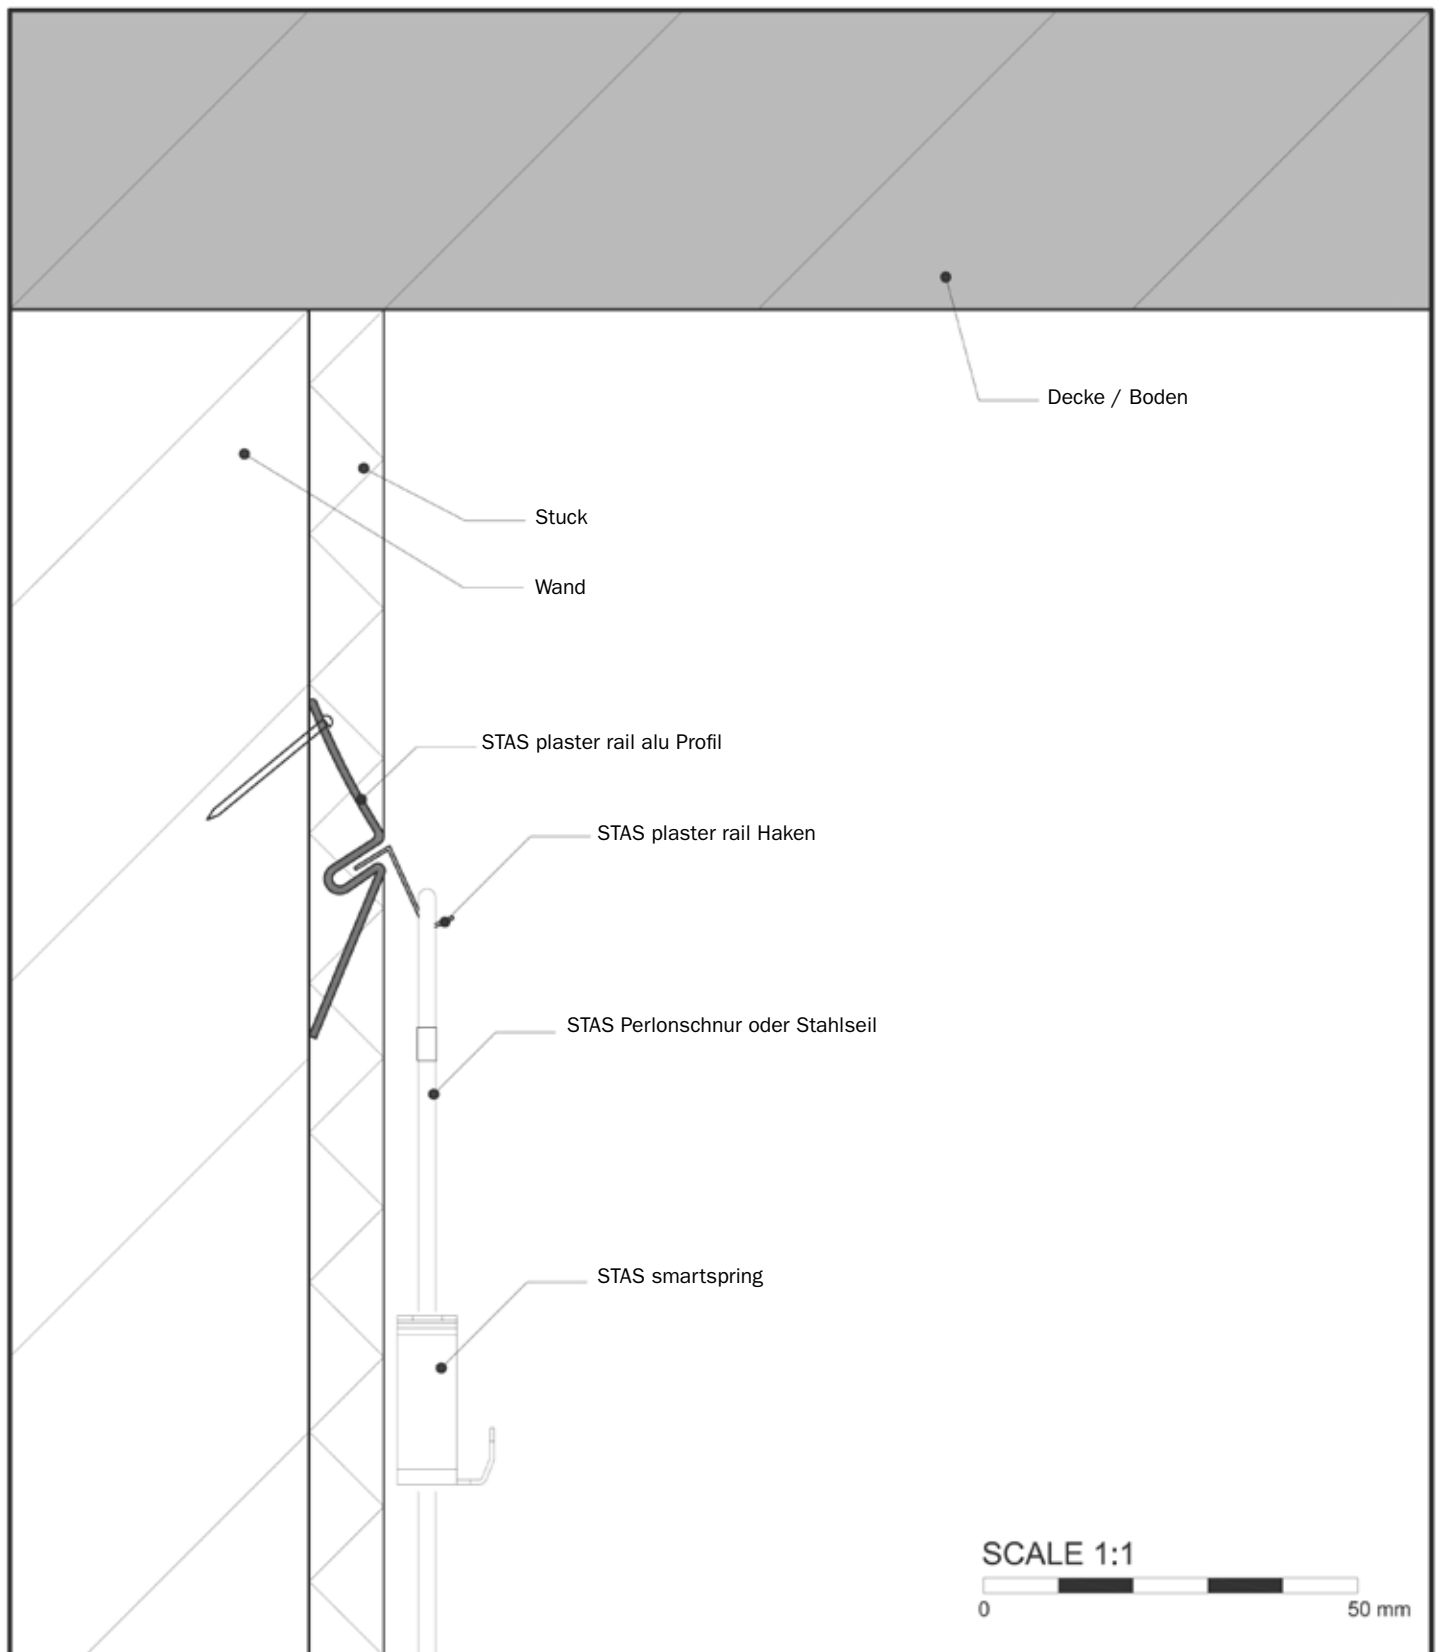 Decke / Boden
Stuck
Wand
STAS plaster rail alu Profil
STAS plaster rail Haken
STAS Perlonschnur oder Stahlseil
STAS smartspring
SCALE 1:1
0 50 mm